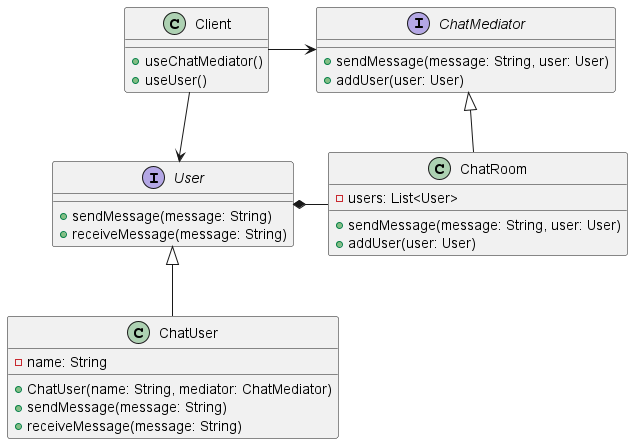 C Client
useChatMediator()
useUser()
I ChatMediator
sendMessage(message: String, user: User)
addUser(user: User)
I User
sendMessage(message: String)
receiveMessage(message: String)
C ChatRoom
users: List<User>
sendMessage(message: String, user: User)
addUser(user: User)
C ChatUser
name: String
ChatUser(name: String, mediator: ChatMediator)
sendMessage(message: String)
receiveMessage(message: String)